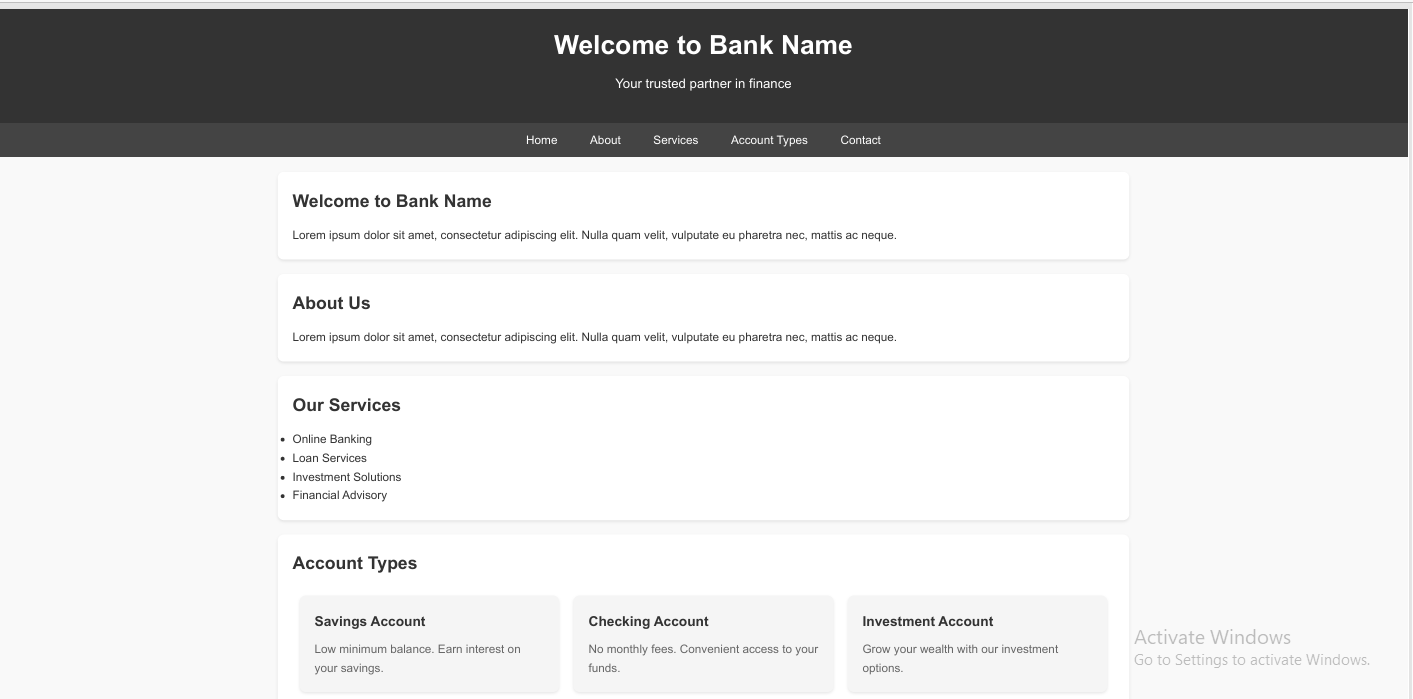 Welcome to Bank Name
Your trusted partner in finance
Home About Services Account Types Contact
Welcome to Bank Name
Lorem ipsum dolor sit amet, consectetur adipiscing elit. Nulla quam velit, vulputate eu pharetra nec, mattis ac neque.
About Us
Lorem ipsum dolor sit amet, consectetur adipiscing elit. Nulla quam velit, vulputate eu pharetra nec, mattis ac neque.
Our Services
Online Banking
Loan Services
Investment Solutions
Financial Advisory
Account Types
Savings Account
Low minimum balance. Earn interest on
your savings.
Checking Account
No monthly fees. Convenient access to your
funds.
Investment Account
Grow your wealth with our investment
options.
Activate Windows
Go to Settings to activate Windows.